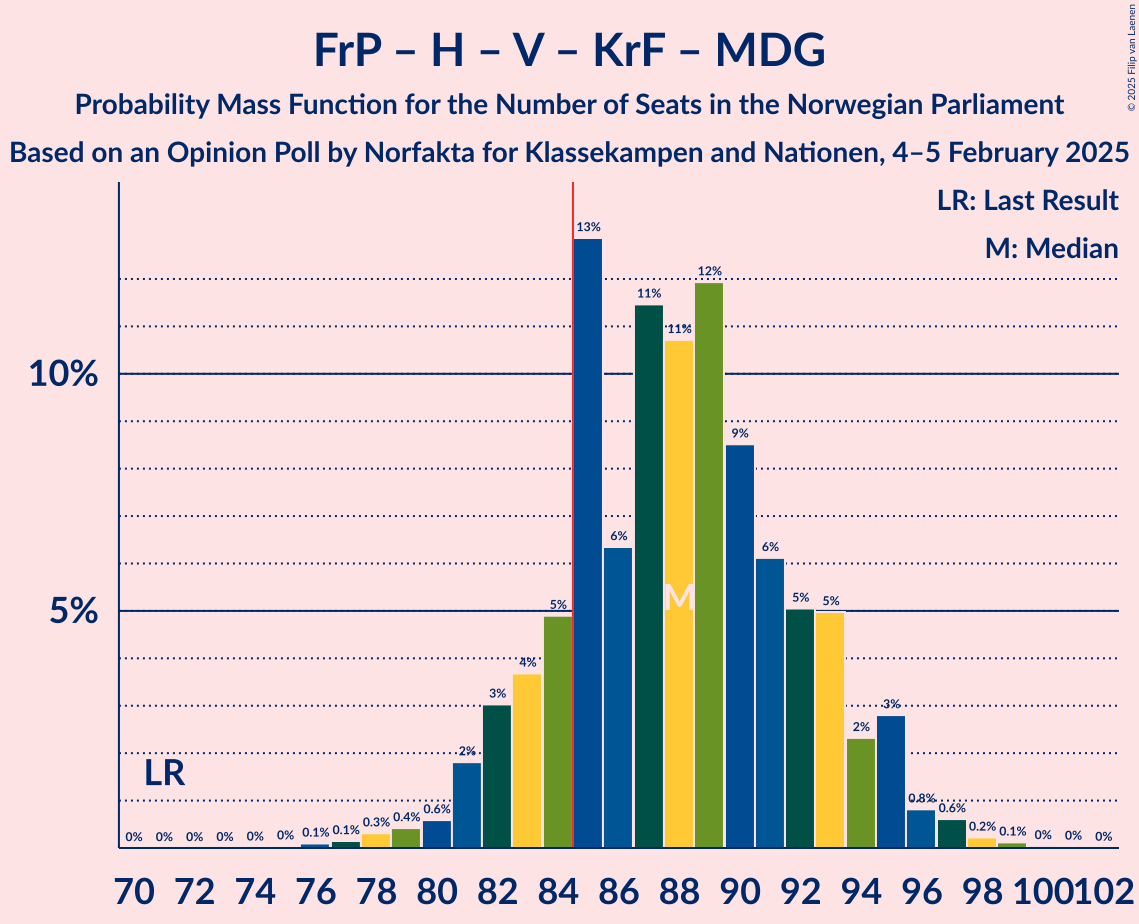 FrP – H – V – KrF – MDG
Probability Mass Function for the Number of Seats in the Norwegian Parliament
Based on an Opinion Poll by Norfakta for Klassekampen and Nationen, 4–5 February 2025
© 2025 Filip van Laenen
LR: Last Result
M: Median
10%
5%
0% 0% 0% 0% 0% 0% 0.1% 0.1% 0.3% 0.4% 0.6% 2% 3% 4% 5% 13% 6% 11% 11% 12% 9% 6% 5% 5% 2% 3% 0.8% 0.6% 0.2% 0.1% 0% 0% 0%
LR
M
70 72 74 76 78 80 82 84 86 88 90 92 94 96 98 100 102